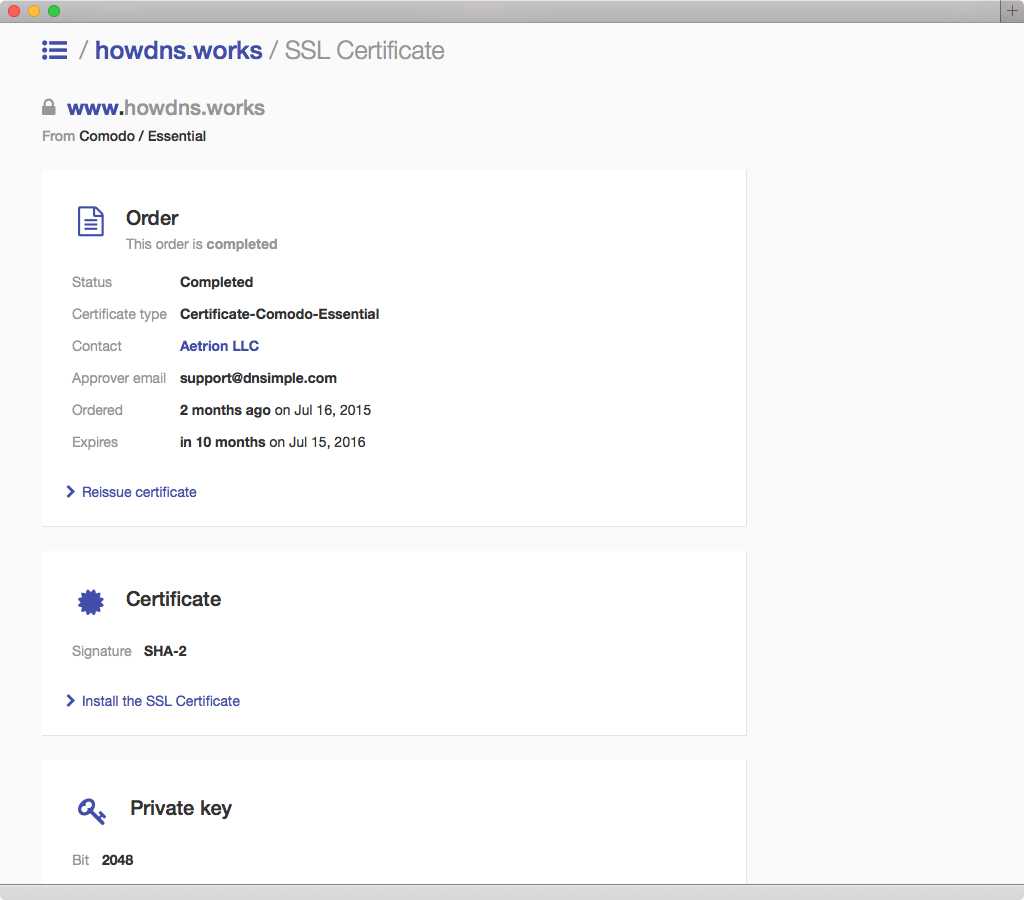 / howdns.works / SSL Certificate
www.howdns.works
From Comodo / Essential
Order
This order is completed
Status Completed
Certificate type Certificate-Comodo-Essential
Contact Aetrion LLC
Approver email support@dnsimple.com
Ordered 2 months ago on Jul 16, 2015
Expires in 10 months on Jul 15, 2016
Reissue certificate
Certificate
Signature SHA-2
Install the SSL Certificate
Private key
Bit 2048